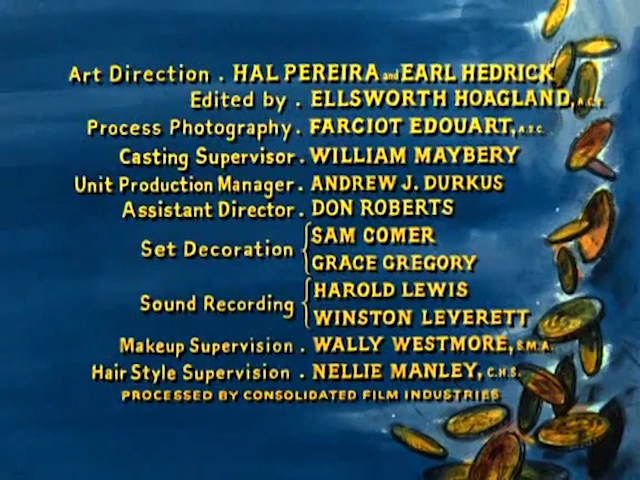 Art Direction . HAL PEREIRA and EARL HEDRICK
Edited by . ELLSWORTH HOAGLAND, A.C.E.
Process Photography . FARCIOT EDOUART, A.S.C.
Casting Supervisor . WILLIAM MAYBERY
Unit Production Manager . ANDREW J. DURKUS
Assistant Director . DON ROBERTS
Set Decoration { SAM COMER
GRACE GREGORY
Sound Recording { HAROLD LEWIS
WINSTON LEVERETT
Makeup Supervision . WALLY WESTMORE, S.M.A.
Hair Style Supervision . NELLIE MANLEY, C.H.S.
PROCESSED BY CONSOLIDATED FILM INDUSTRIES